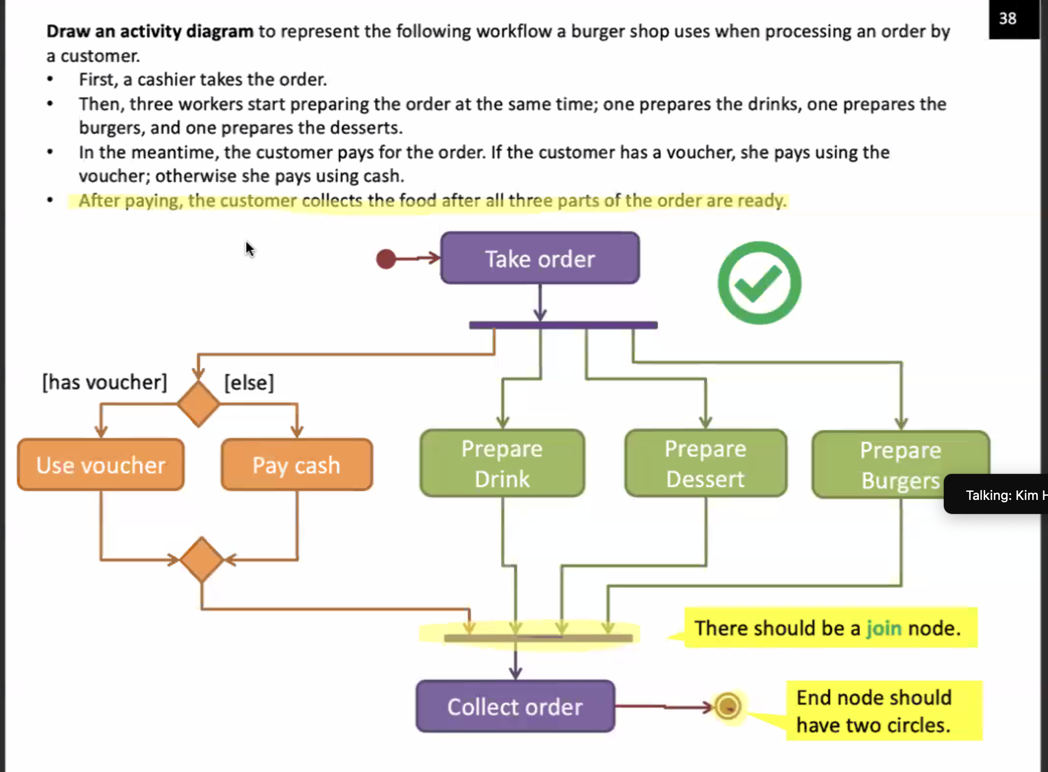 38
Draw an activity diagram to represent the following workflow a burger shop uses when processing an order by
a customer.
• First, a cashier takes the order.
• Then, three workers start preparing the order at the same time; one prepares the drinks, one prepares the
burgers, and one prepares the desserts.
• In the meantime, the customer pays for the order. If the customer has a voucher, she pays using the
voucher; otherwise she pays using cash.
• After paying, the customer collects the food after all three parts of the order are ready.
Take order
[has voucher]
[else]
Use voucher
Pay cash
Prepare
Drink
Prepare
Dessert
Prepare
Burgers
Talking: Kim H
There should be a join node.
Collect order
End node should
have two circles.